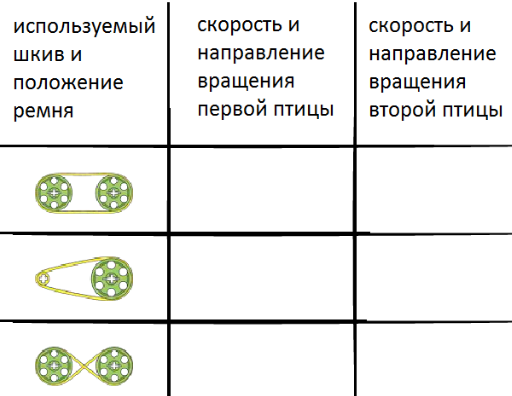 используемый
шкив и
положение
ремня
скорость и
направление
вращения
первой птицы
скорость и
направление
вращения
второй птицы